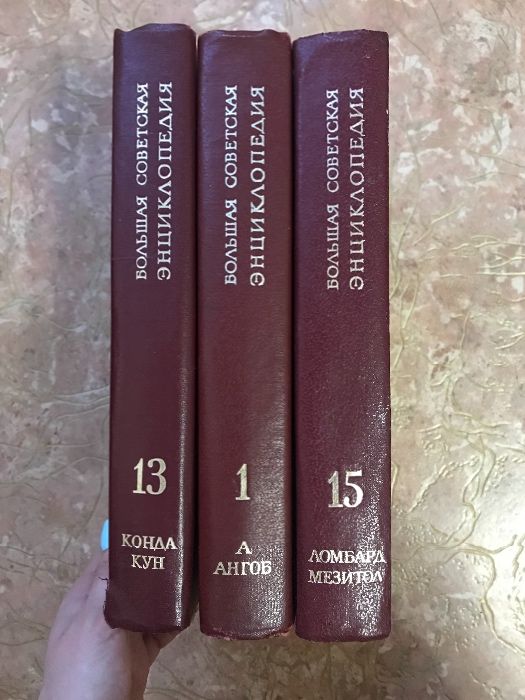 БОЛЬШАЯ СОВЕТСКАЯ
ЭНЦИКЛОПЕДИЯ
13
КОНДА
КУН
БОЛЬШАЯ СОВЕТСКАЯ
ЭНЦИКЛОПЕДИЯ
1
А
АНГОБ
БОЛЬШАЯ СОВЕТСКАЯ
ЭНЦИКЛОПЕДИЯ
15
ЛОМБАРД
МЕЗИТОЛ